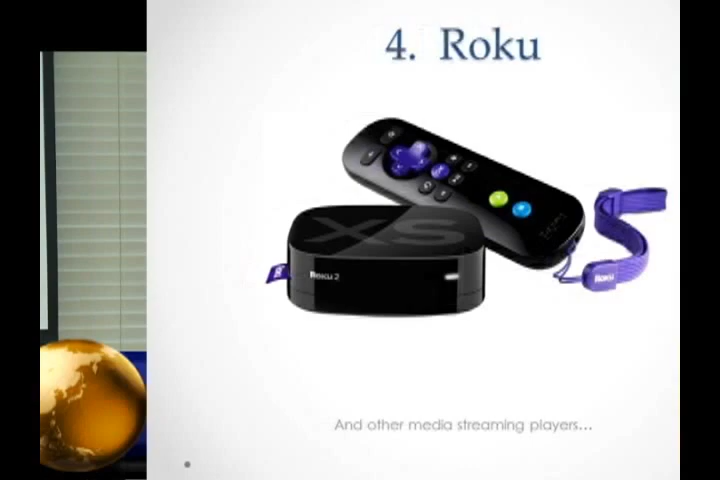 4. Roku
XS
Roku 2
Roku
And other media streaming players...